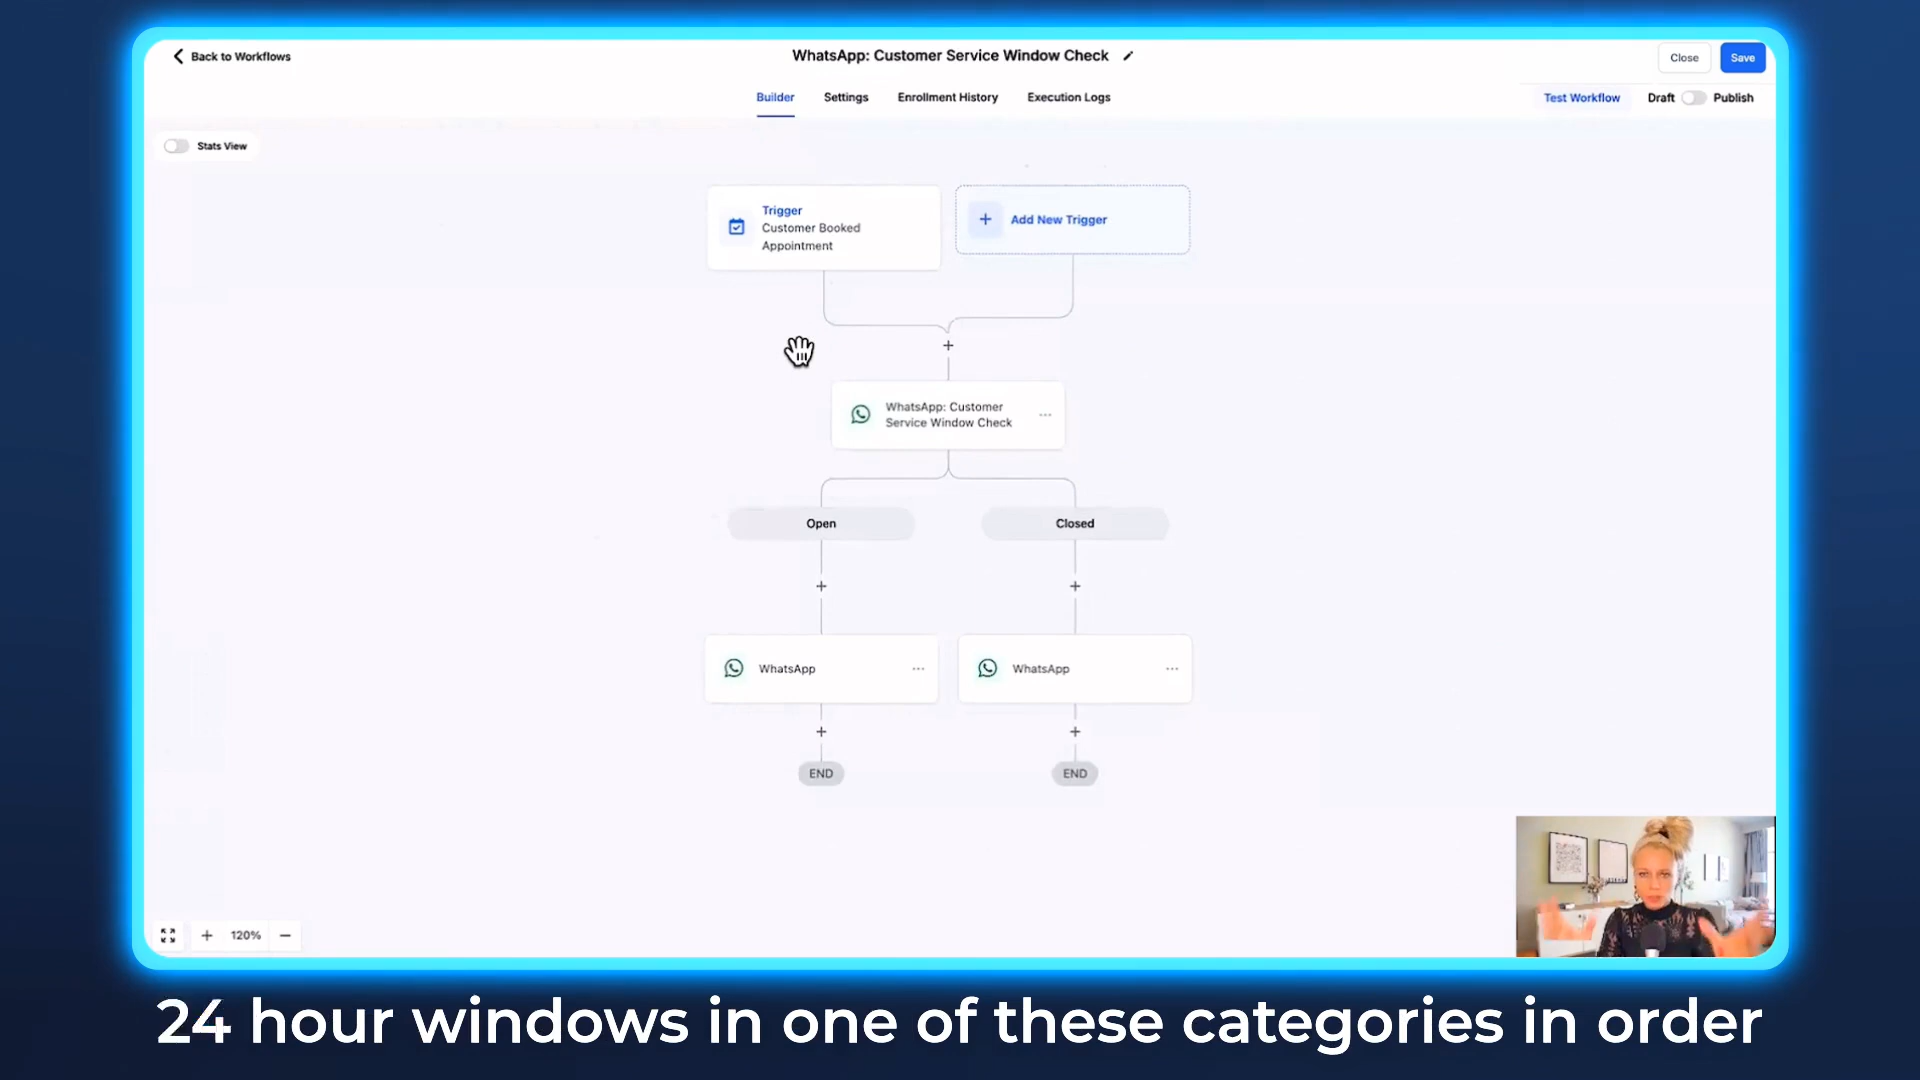 Back to Workflows
WhatsApp: Customer Service Window Check
Close
Save
Builder
Settings
Enrollment History
Execution Logs
Test Workflow
Draft
Publish
Stats View
Trigger
Customer Booked
Appointment
Add New Trigger
WhatsApp: Customer
Service Window Check
Open
Closed
WhatsApp
WhatsApp
END
END
120%
24 hour windows in one of these categories in order